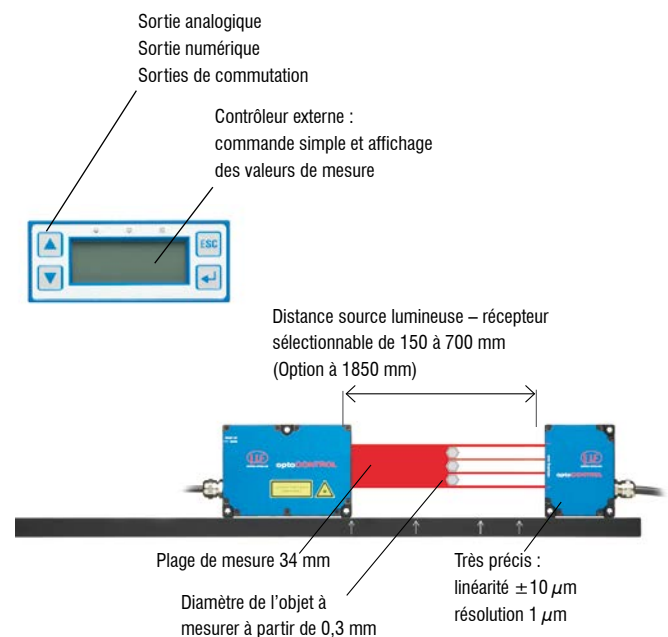 Sortie analogique
Sortie numérique
Sorties de commutation
Contrôleur externe :
commande simple et affichage
des valeurs de mesure
ESC
Distance source lumineuse – récepteur
sélectionnable de 150 à 700 mm
(Option à 1850 mm)
optoCONTROL
optoCONTROL
Plage de mesure 34 mm
Diamètre de l’objet à
mesurer à partir de 0,3 mm
Très précis :
linéarité ±10 µm
résolution 1 µm